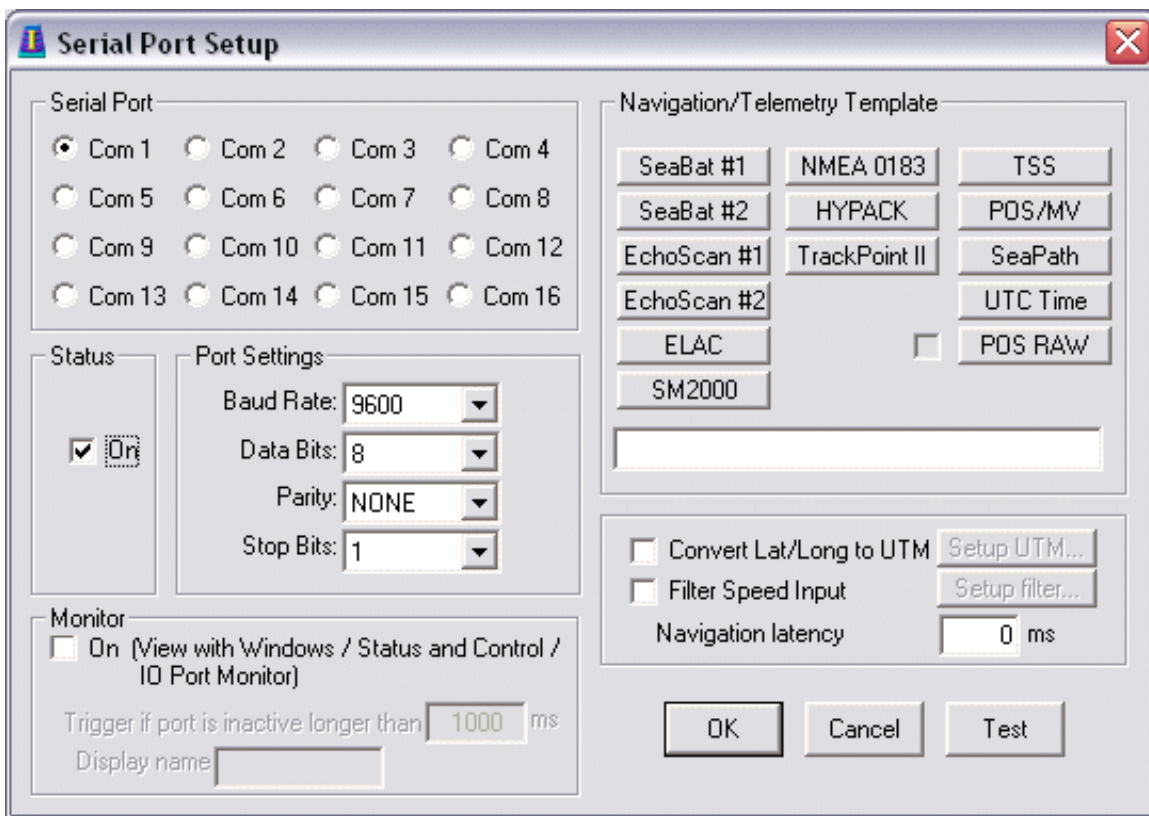 Serial Port Setup
Serial Port
Com 1 Com 2 Com 3 Com 4
Com 5 Com 6 Com 7 Com 8
Com 9 Com 10 Com 11 Com 12
Com 13 Com 14 Com 15 Com 16
Status
On
Port Settings
Baud Rate: 9600
Data Bits: 8
Parity: NONE
Stop Bits: 1
Monitor
On (View with Windows / Status and Control /
IO Port Monitor)
Trigger if port is inactive longer than 1000 ms
Display name
Navigation/Telemetry Template
SeaBat #1 NMEA 0183 TSS
SeaBat #2 HYPACK POS/MV
EchoScan #1 TrackPoint II SeaPath
EchoScan #2 UTC Time
ELAC POS RAW
SM2000
Convert Lat/Long to UTM Setup UTM...
Filter Speed Input Setup filter...
Navigation latency 0 ms
OK Cancel Test